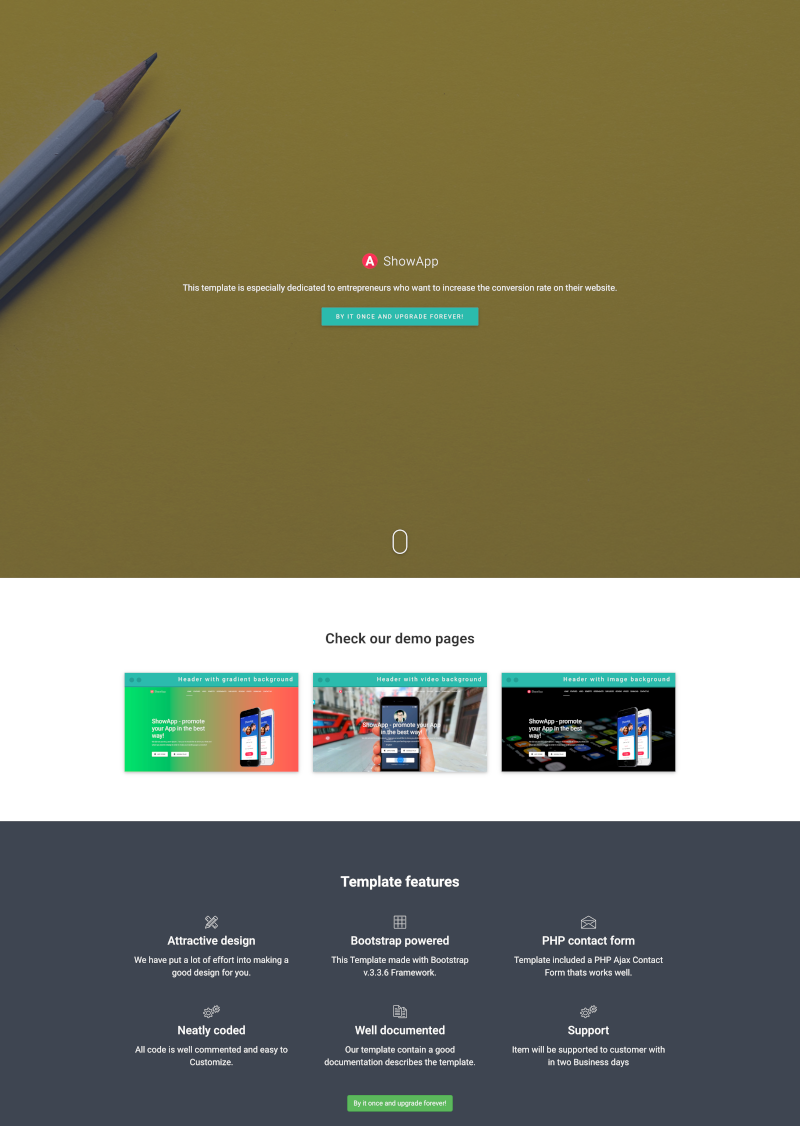 A ShowApp
This template is especially dedicated to entrepreneurs who want to increase the conversion rate on their website.
BY IT ONCE AND UPGRADE FOREVER!
Check our demo pages
Header with gradient background
ShowApp - promote
your App in the best
way!
Header with video background
ShowApp - promote your App
in the best way!
Header with image background
ShowApp - promote
your App in the best
way!
Template features
Attractive design
We have put a lot of effort into making a
good design for you.
Bootstrap powered
This Template made with Bootstrap
v.3.3.6 Framework.
PHP contact form
Template included a PHP Ajax Contact
Form thats works well.
Neatly coded
All code is well commented and easy to
Customize.
Well documented
Our template contain a good
documentation describes the template.
Support
Item will be supported to customer with
in two Business days
By it once and upgrade forever!